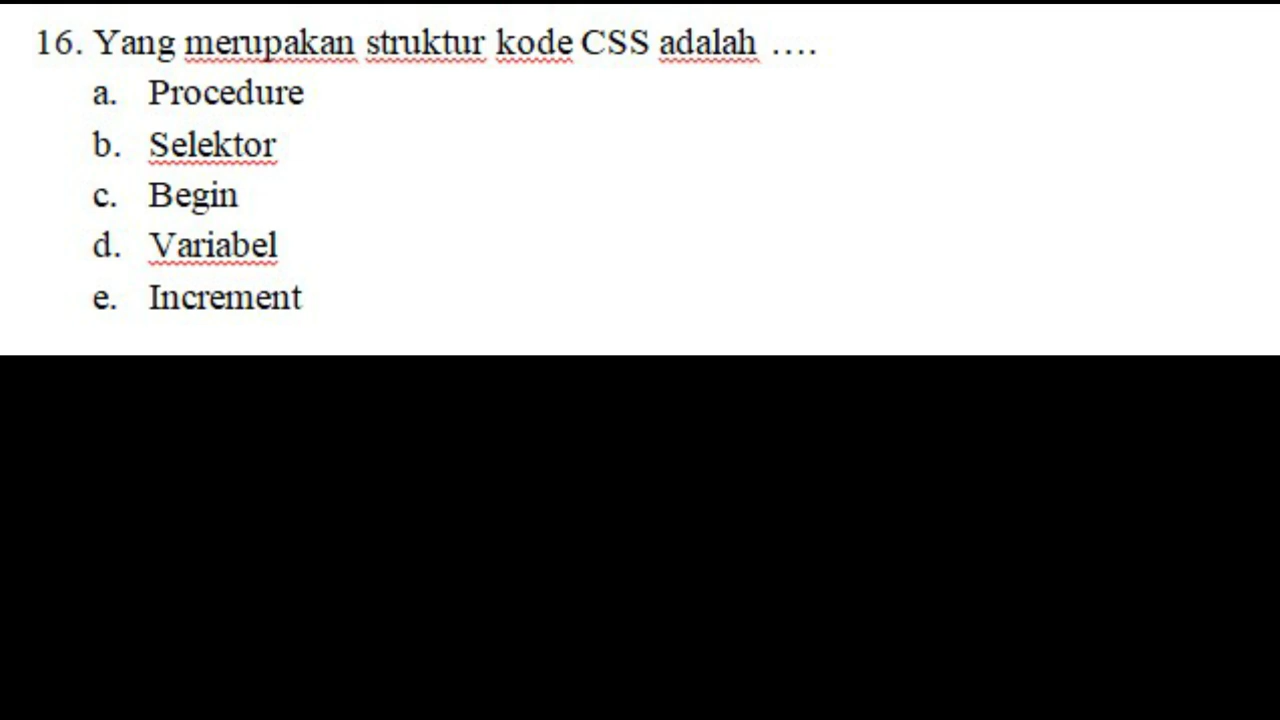 16. Yang merupakan struktur kode CSS adalah ....
a. Procedure
b. Selektor
c. Begin
d. Variabel
e. Increment